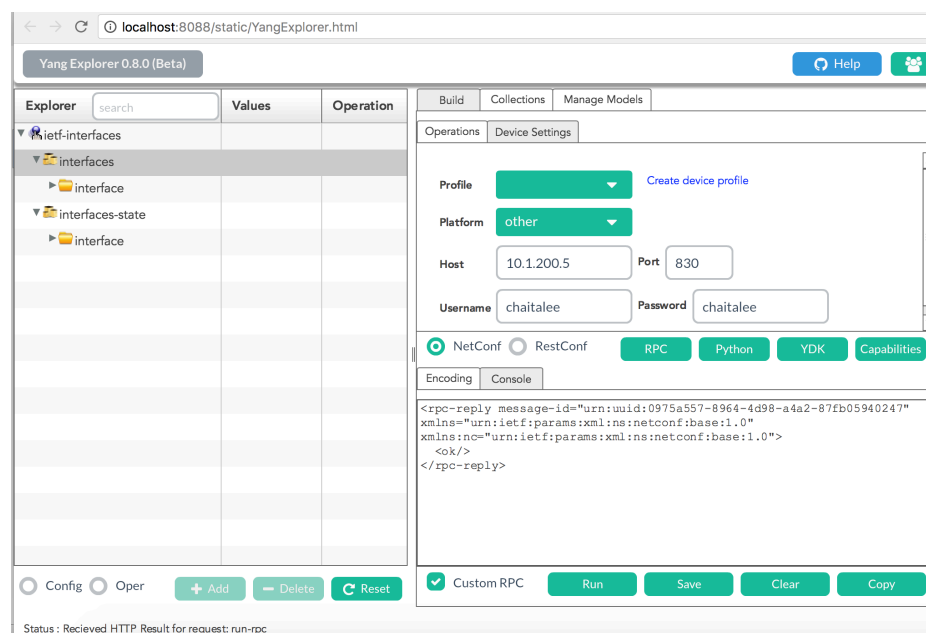 localhost:8088/static/YangExplorer.html
Yang Explorer 0.8.0 (Beta)
Help
Explorer search Values Operation
ietf-interfaces
interfaces
interface
interfaces-state
interface
Config Oper Add Delete Reset
Status : Recieved HTTP Result for request: run-rpc
Build Collections Manage Models
Operations Device Settings
Profile Create device profile
Platform other
Host 10.1.200.5 Port 830
Username chaitalee Password chaitalee
NetConf RestConf RPC Python YDK Capabilities
Encoding Console
<rpc-reply message-id="urn:uuid:0975a557-8964-4d98-a4a2-87fb05940247"
xmlns="urn:ietf:params:xml:ns:netconf:base:1.0"
xmlns:nc="urn:ietf:params:xml:ns:netconf:base:1.0">
<ok/>
</rpc-reply>
Custom RPC Run Save Clear Copy